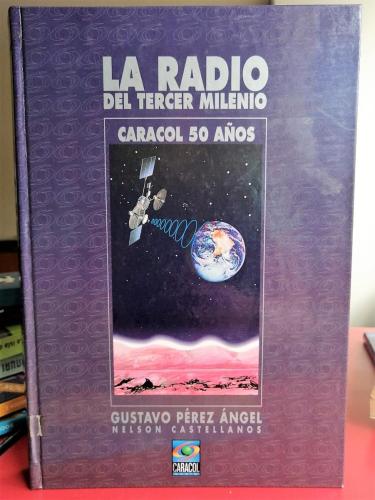 LA RADIO
DEL TERCER MILENIO
CARACOL 50 AÑOS
GUSTAVO PÉREZ ÁNGEL
NELSON CASTELLANOS
CARACOL